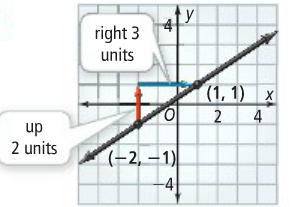 y
4
right 3
units
(1, 1)
x
O
2
4
up
2 units
(−2, −1)
−4